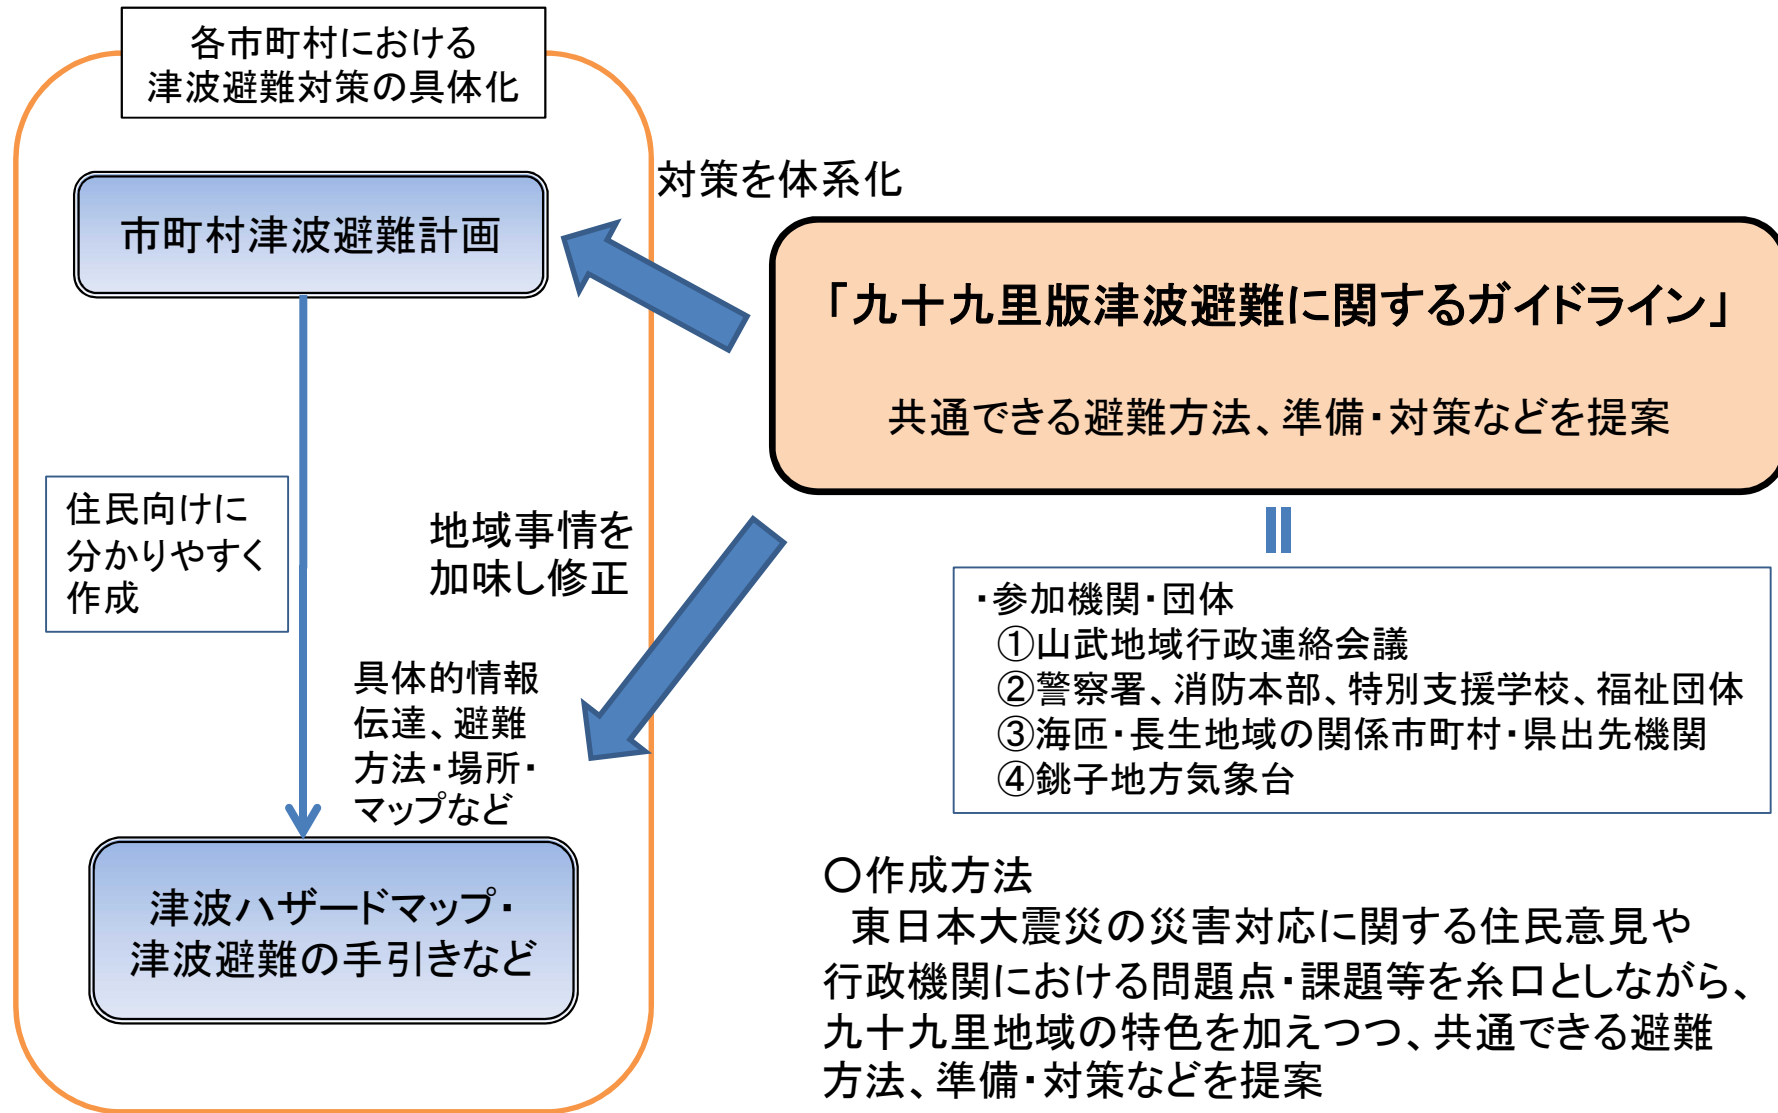 各市町村における
津波避難対策の具体化
市町村津波避難計画
対策を体系化
「九十九里版津波避難に関するガイドライン」
共通できる避難方法、準備・対策などを提案
住民向けに
分かりやすく
作成
地域事情を
加味し修正
具体的情報
伝達、避難
方法・場所・
マップなど
津波ハザードマップ・
津波避難の手引きなど
・参加機関・団体
①山武地域行政連絡会議
②警察署、消防本部、特別支援学校、福祉団体
③海匝・長生地域の関係市町村・県出先機関
④銚子地方気象台
〇作成方法
東日本大震災の災害対応に関する住民意見や
行政機関における問題点・課題等を糸口としながら、
九十九里地域の特色を加えつつ、共通できる避難
方法、準備・対策などを提案